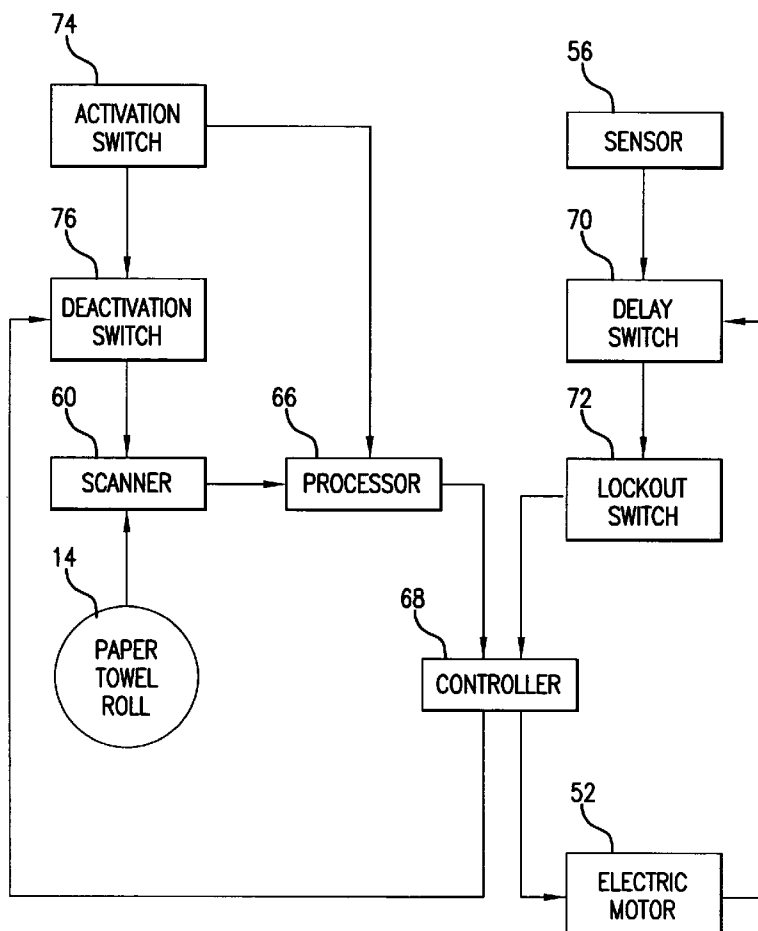 74
ACTIVATION
SWITCH
56
SENSOR
76
DEACTIVATION
SWITCH
70
DELAY
SWITCH
60
SCANNER
66
PROCESSOR
72
LOCKOUT
SWITCH
14
PAPER
TOWEL
ROLL
68
CONTROLLER
52
ELECTRIC
MOTOR